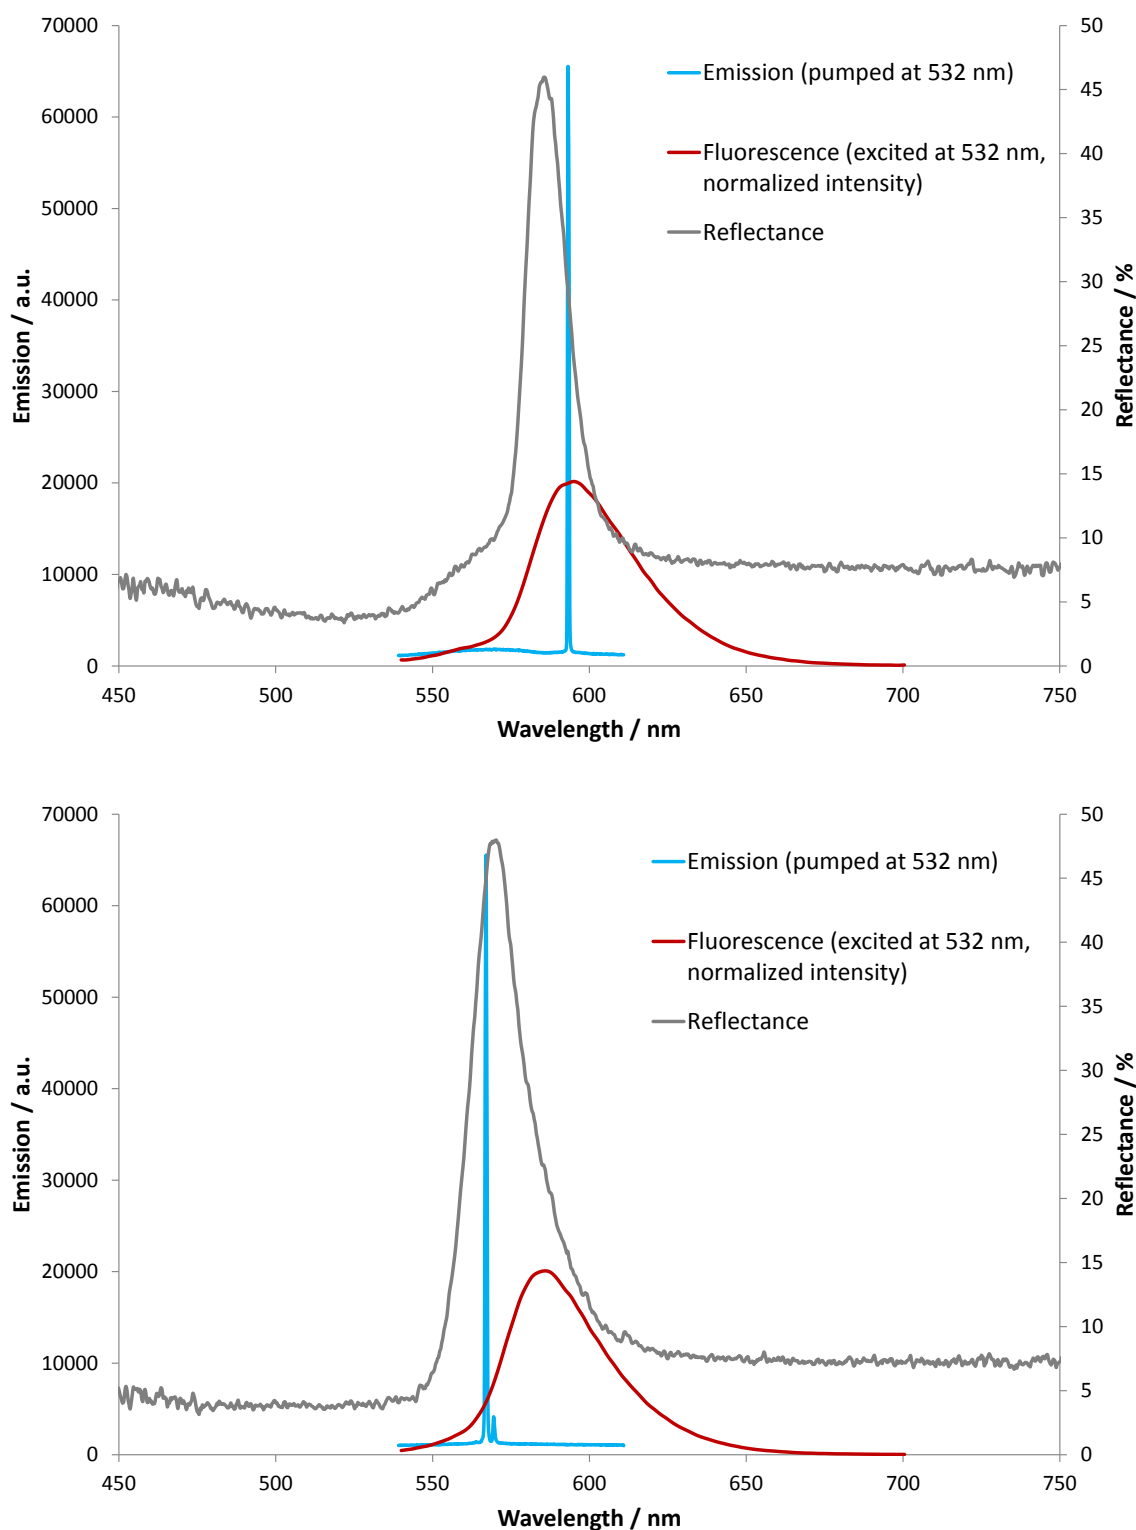 70000
60000
50000
40000
30000
20000
10000
0
Emission / a.u.
50
45
40
35
30
25
20
15
10
5
0
Reflectance / %
Emission (pumped at 532 nm)
Fluorescence (excited at 532 nm,
normalized intensity)
Reflectance
450 500 550 600 650 700 750
Wavelength / nm
70000
60000
50000
40000
30000
20000
10000
0
Emission / a.u.
50
45
40
35
30
25
20
15
10
5
0
Reflectance / %
Emission (pumped at 532 nm)
Fluorescence (excited at 532 nm,
normalized intensity)
Reflectance
450 500 550 600 650 700 750
Wavelength / nm